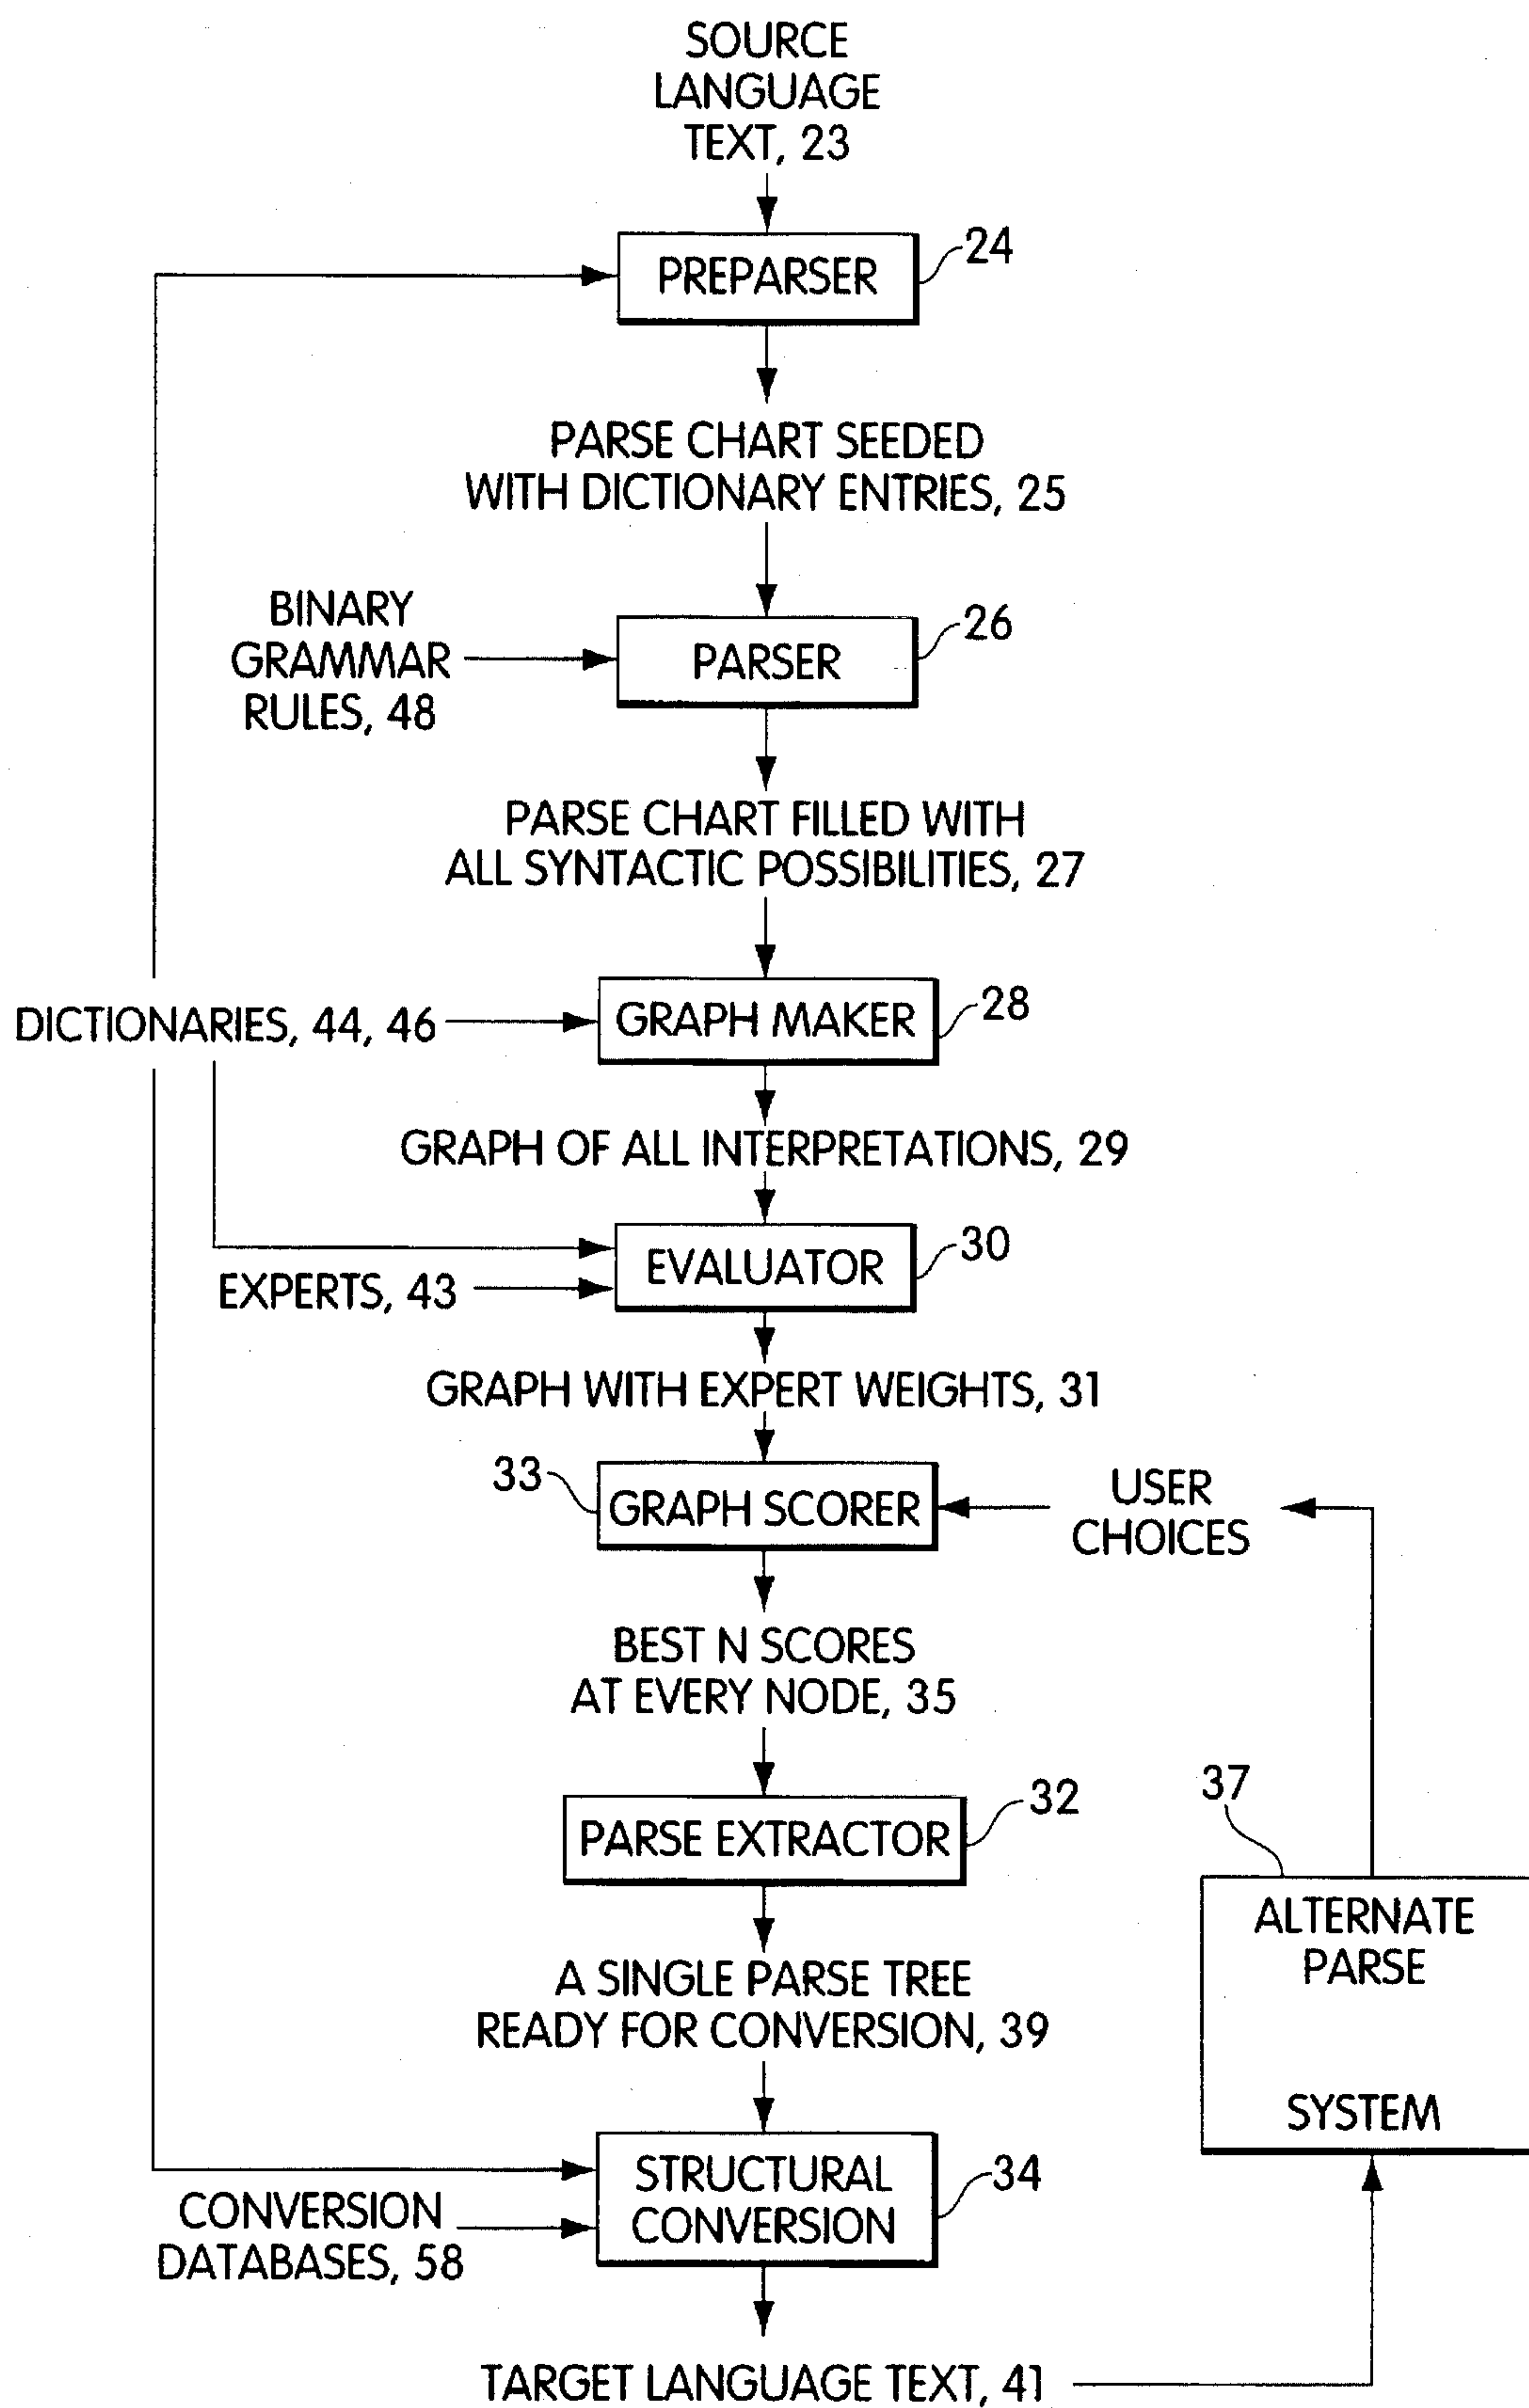 SOURCE
LANGUAGE
TEXT, 23
PREPARSER
24
PARSE CHART SEEDED
WITH DICTIONARY ENTRIES, 25
BINARY
GRAMMAR
RULES, 48
PARSER
26
PARSE CHART FILLED WITH
ALL SYNTACTIC POSSIBILITIES, 27
DICTIONARIES, 44, 46
GRAPH MAKER
28
GRAPH OF ALL INTERPRETATIONS, 29
EVALUATOR
30
EXPERTS, 43
GRAPH WITH EXPERT WEIGHTS, 31
33
GRAPH SCORER
USER
CHOICES
BEST N SCORES
AT EVERY NODE, 35
PARSE EXTRACTOR
32
37
ALTERNATE
PARSE
SYSTEM
A SINGLE PARSE TREE
READY FOR CONVERSION, 39
STRUCTURAL
CONVERSION
34
CONVERSION
DATABASES, 58
TARGET LANGUAGE TEXT, 41